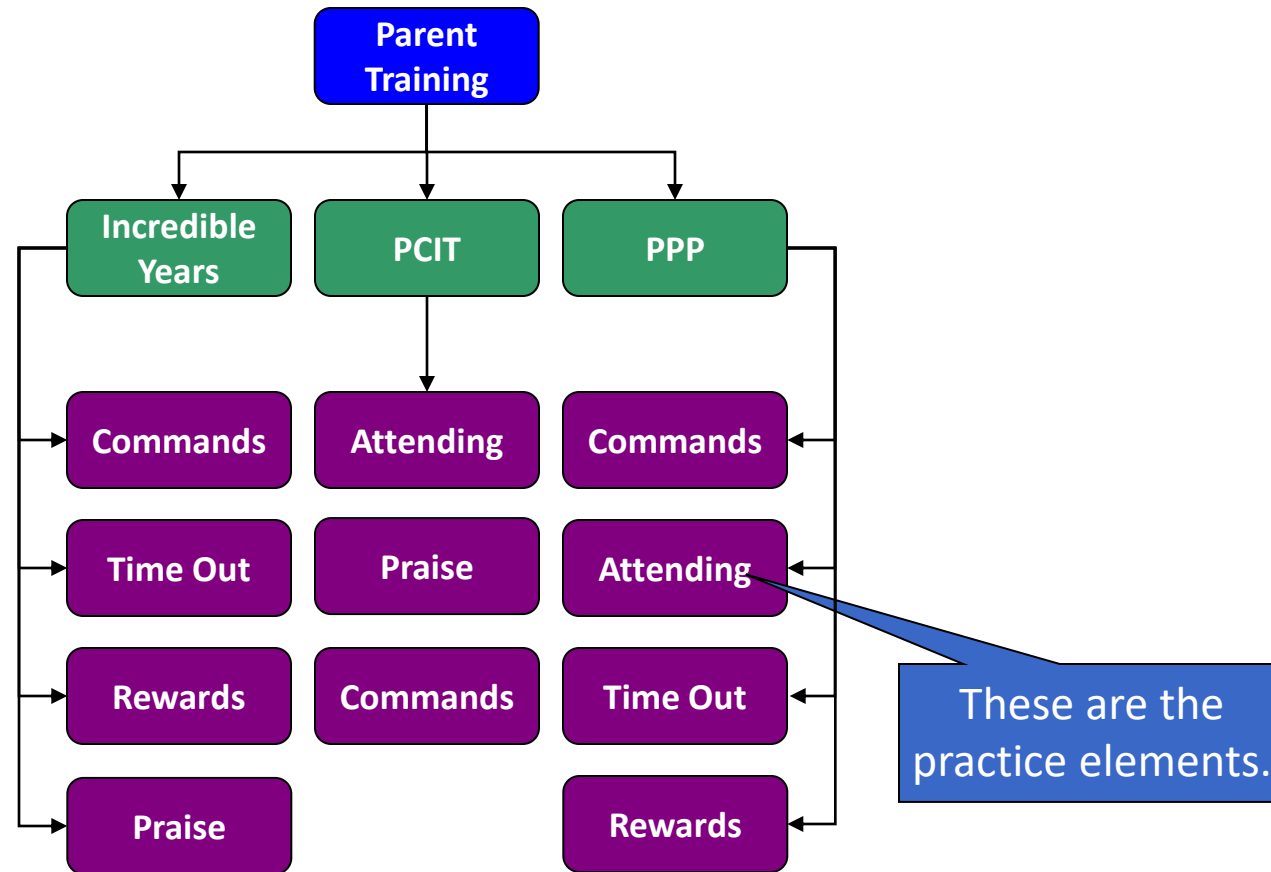 Parent
Training
Incredible
Years
PCIT
PPP
Commands
Attending
Commands
Time Out
Praise
Attending
Rewards
Commands
Time Out
These are the
practice elements.
Praise
Rewards